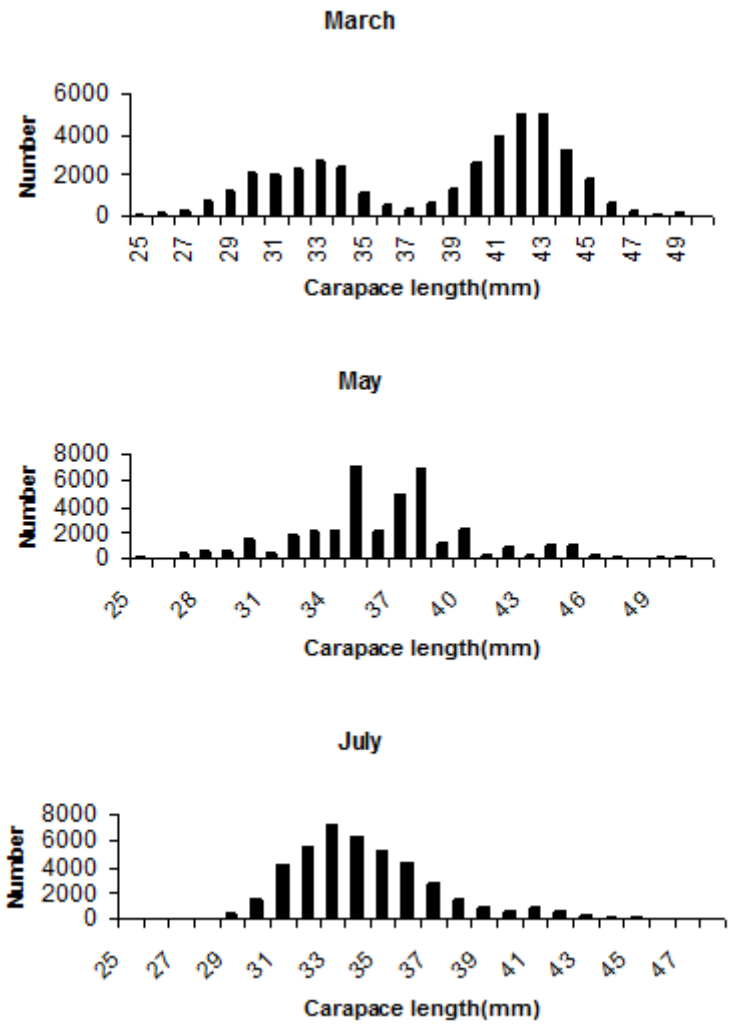 March
6000
4000
2000
0
Number
25 27 29 31 33 35 37 39 41 43 45 47 49
Carapace length(mm)
May
8000
6000
4000
2000
0
Number
25 28 31 34 37 40 43 46 49
Carapace length(mm)
July
8000
6000
4000
2000
0
Number
25 27 29 31 33 35 37 39 41 43 45 47
Carapace length(mm)